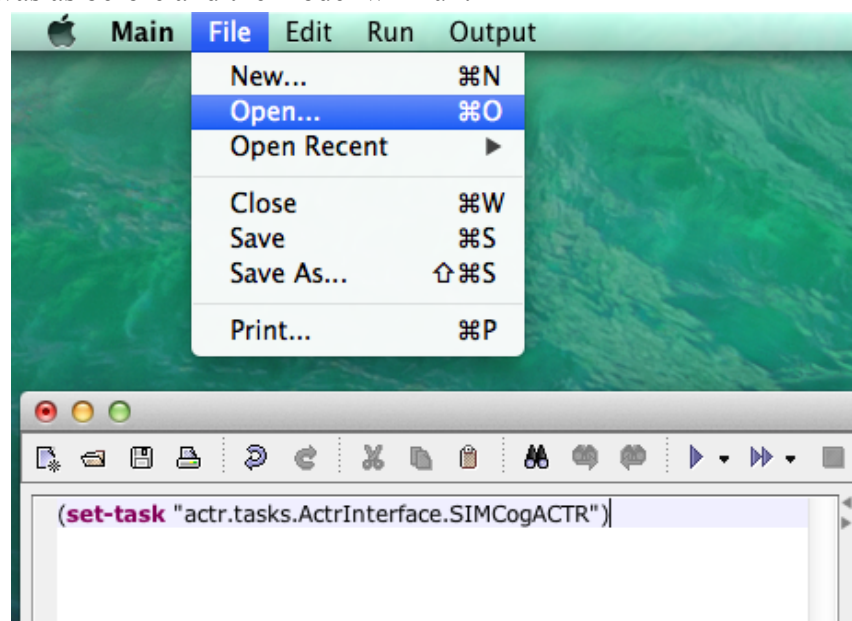 Main File Edit Run Output
New... ⌘N
Open... ⌘O
Open Recent ▶
Close ⌘W
Save ⌘S
Save As... ⇧⌘S
Print... ⌘P
(set-task "actr.tasks.ActrInterface.SIMCogACTR")